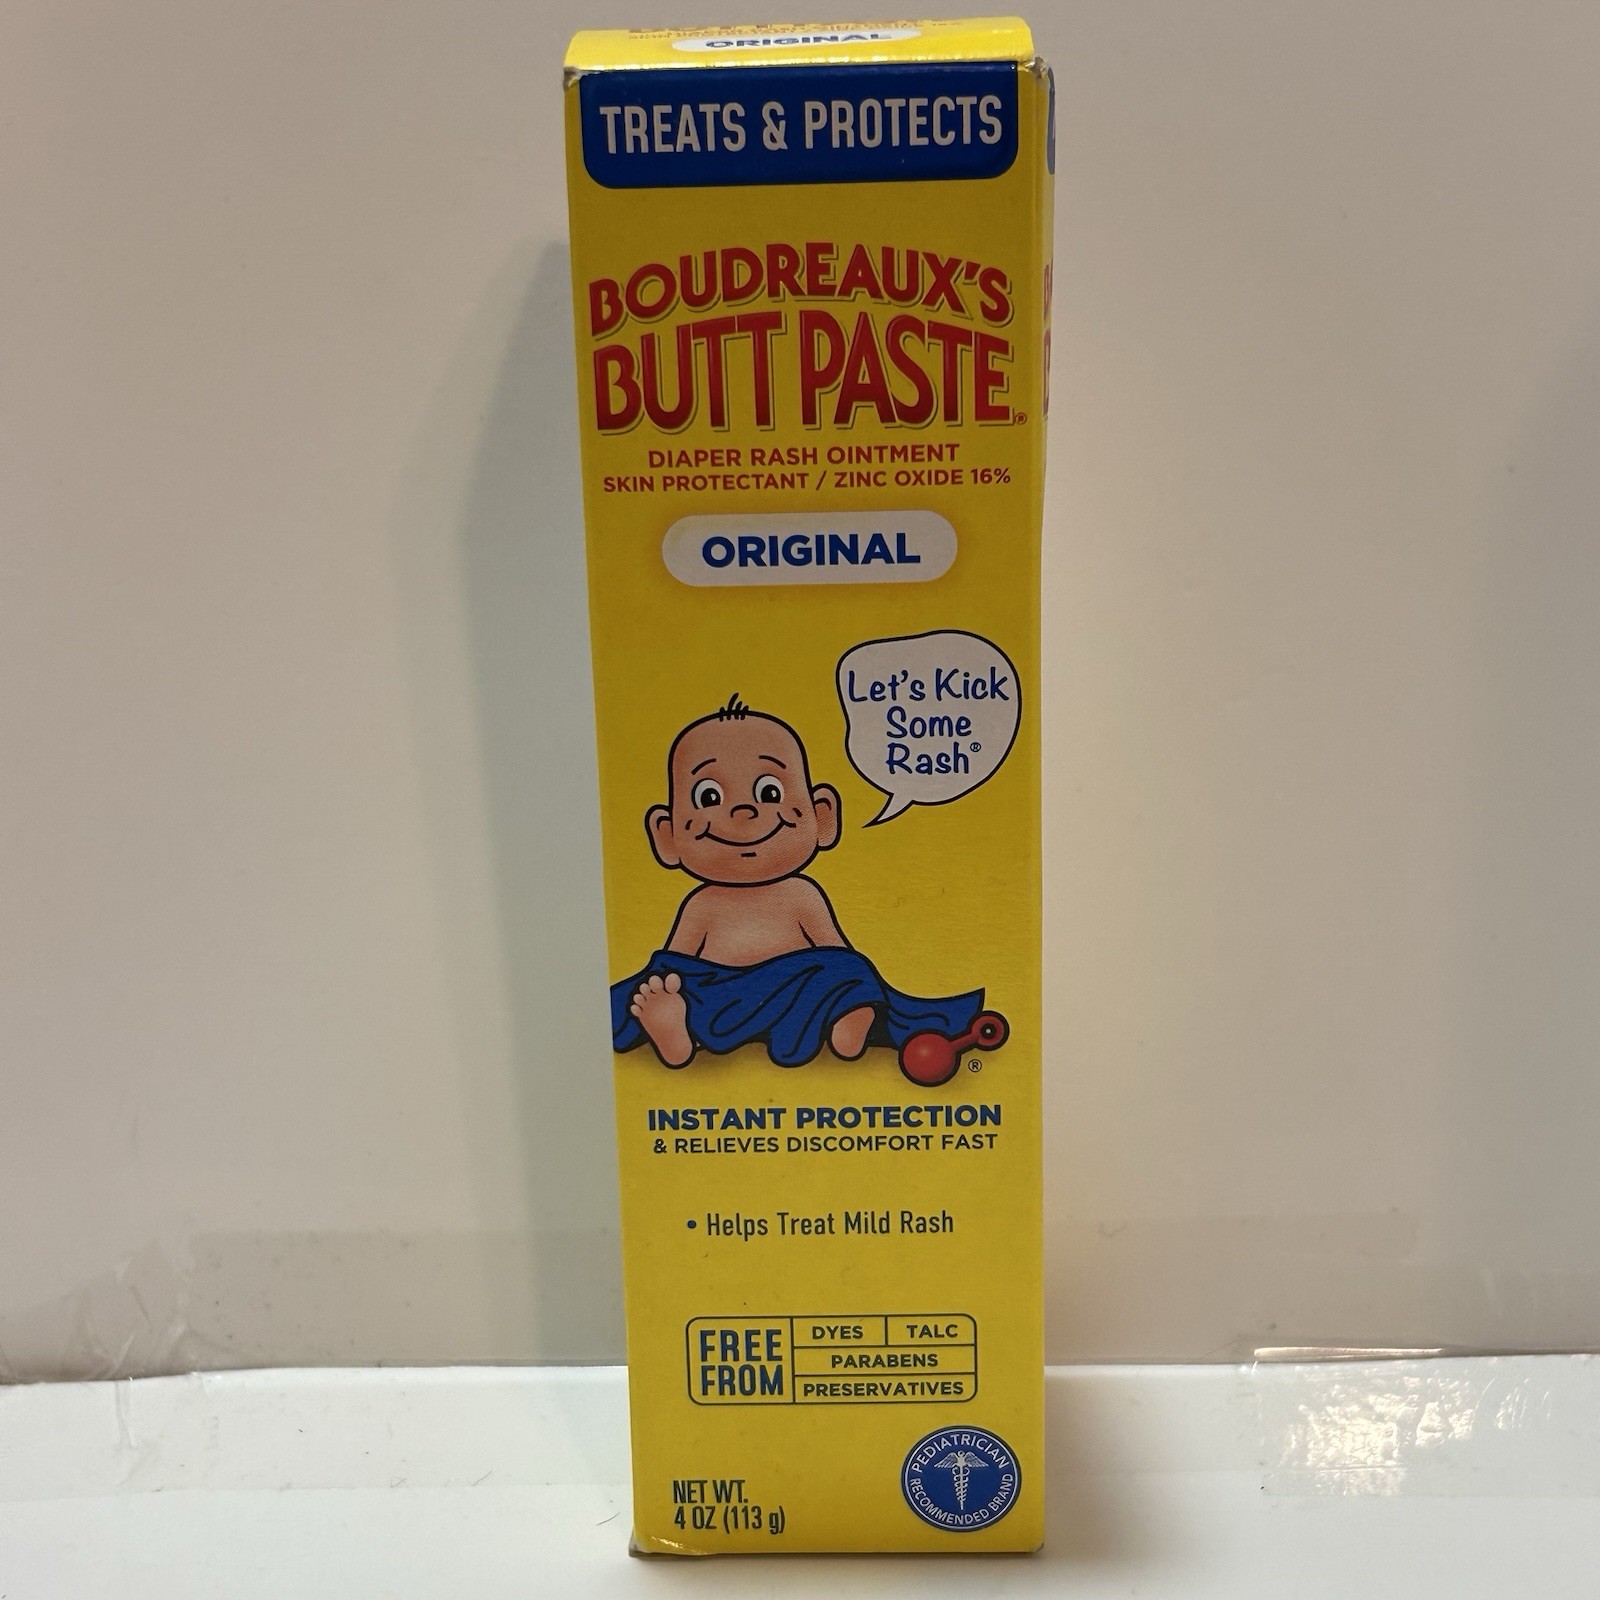 ORIGINAL
TREATS & PROTECTS
BOUDREAUX'S
BUTT PASTE®
DIAPER RASH OINTMENT
SKIN PROTECTANT / ZINC OXIDE 16%
ORIGINAL
Let's Kick
Some
Rash®
®
INSTANT PROTECTION
& RELIEVES DISCOMFORT FAST
• Helps Treat Mild Rash
FREE
FROM
DYES TALC
PARABENS
PRESERVATIVES
NET WT.
4 OZ (113 g)
PEDIATRICIAN
RECOMMENDED BRAND